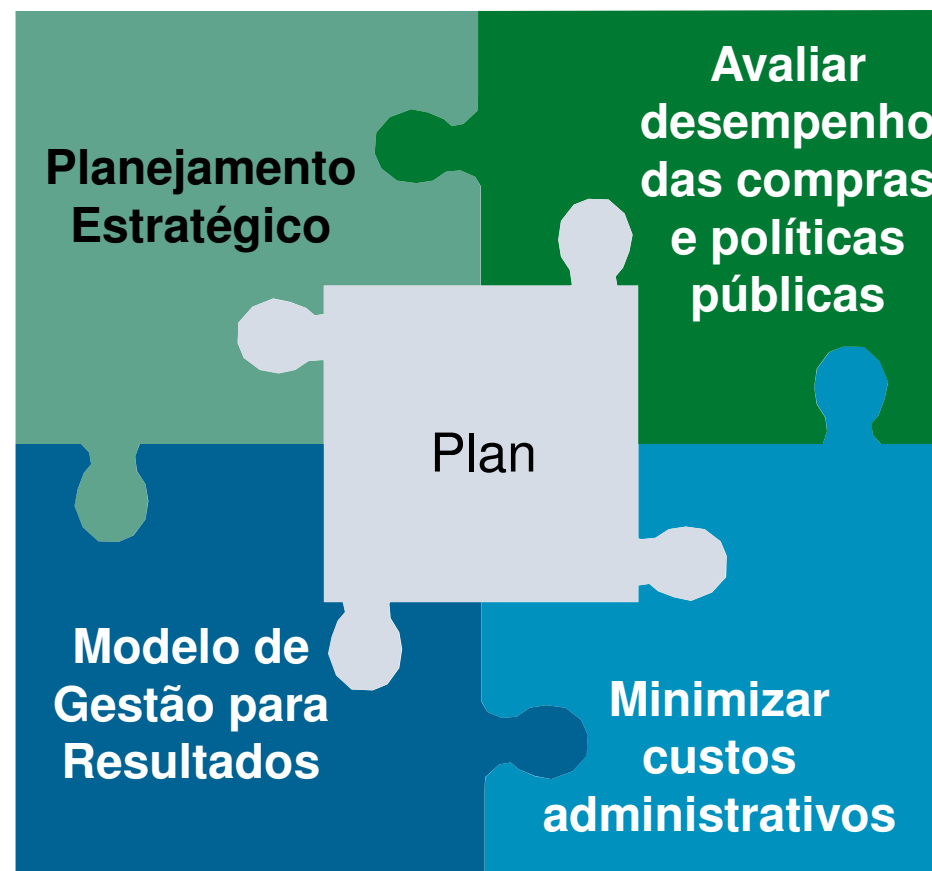 Planejamento
Estratégico
Avaliar
desempenho
das compras
e políticas
públicas
Plan
Modelo de
Gestão para
Resultados
Minimizar
custos
administrativos